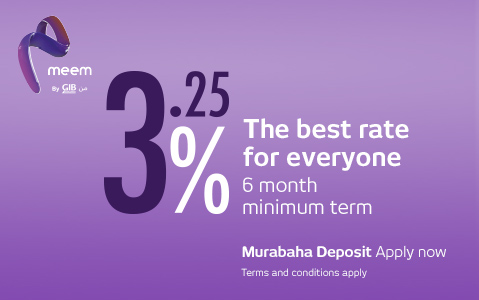 meem
By GIB من
3.25%
The best rate
for everyone
6 month
minimum term
Murabaha Deposit Apply now
Terms and conditions apply